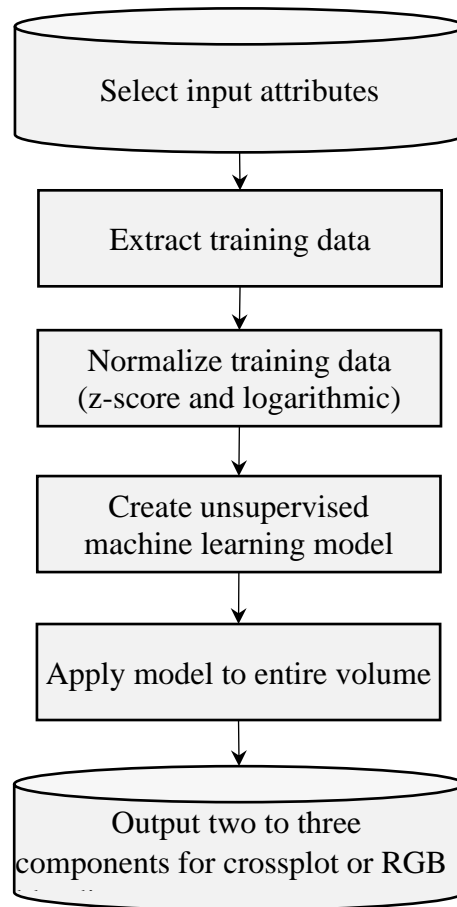 Select input attributes
Extract training data
Normalize training data
(z-score and logarithmic)
Create unsupervised
machine learning model
Apply model to entire volume
Output two to three
components for crossplot or RGB